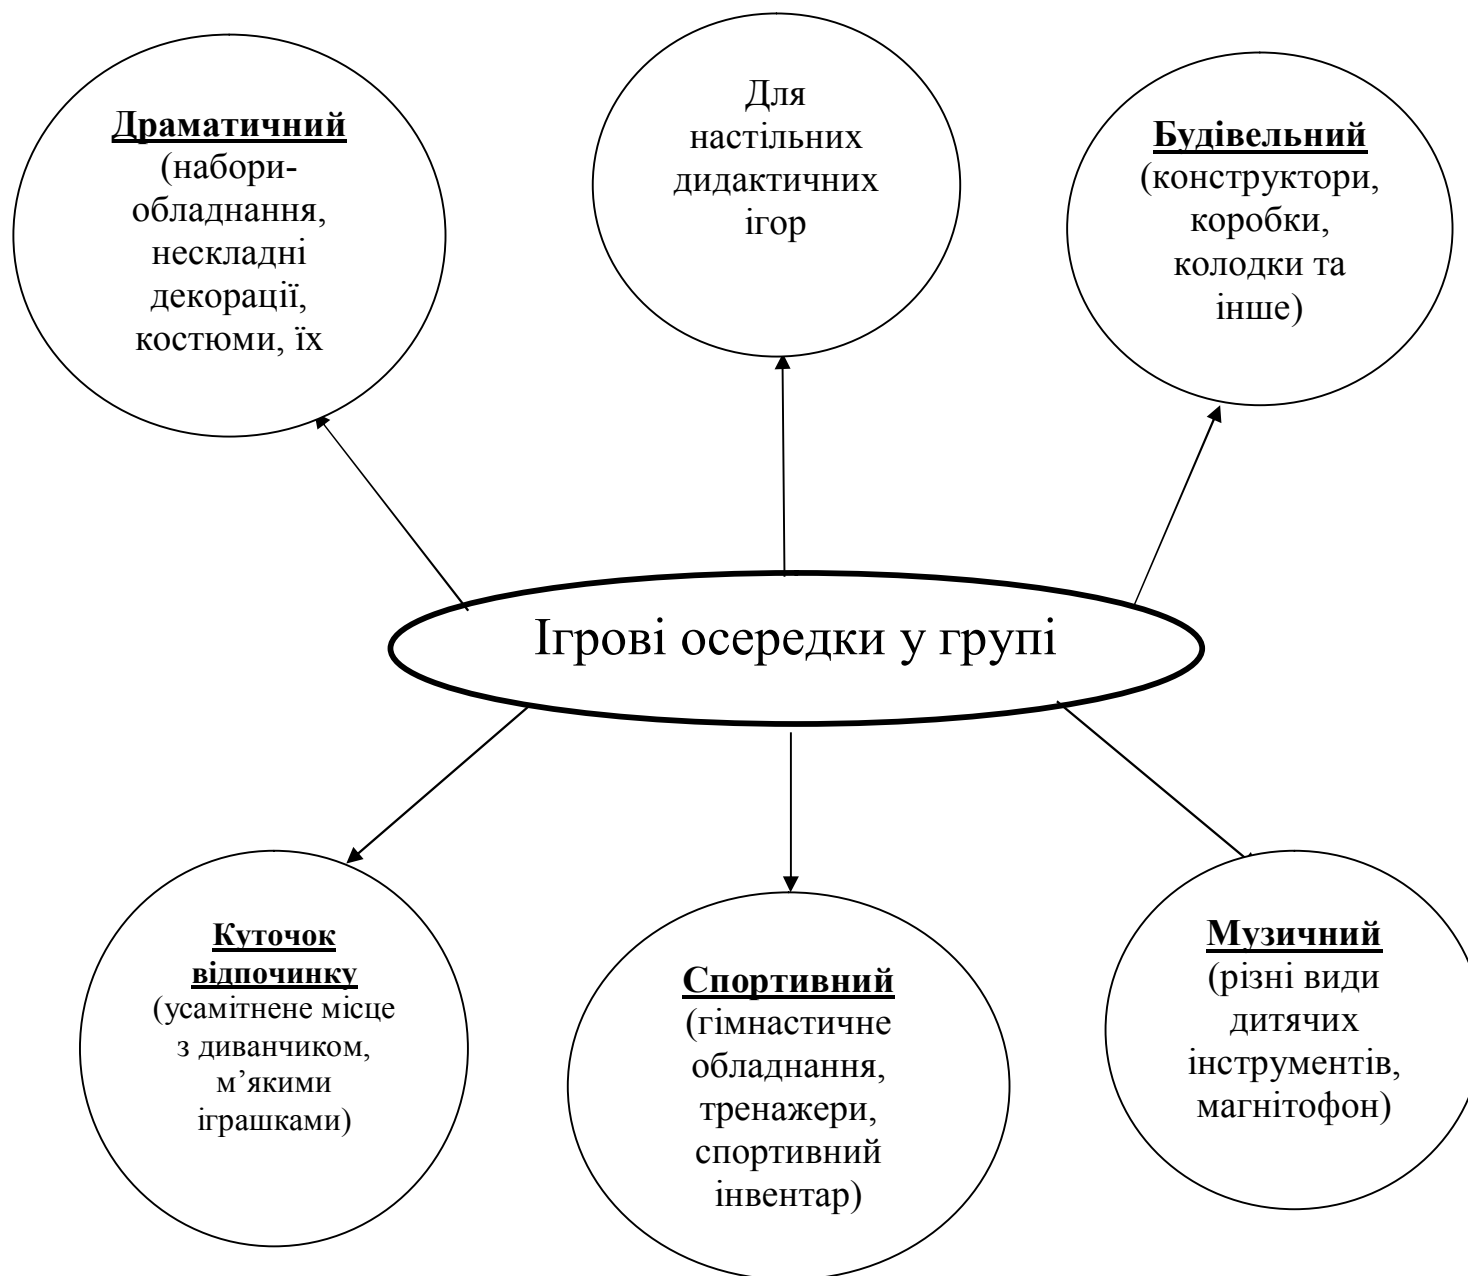 Драматичний
(набори-
обладнання,
нескладні
декорації,
костюми, їх
Для
настільних
дидактичних
ігор
Будівельний
(конструктори,
коробки,
колодки та
інше)
Ігрові осередки у групі
Куточок
відпочинку
(усамітнене місце
з диванчиком,
м’якими
іграшками)
Спортивний
(гімнастичне
обладнання,
тренажери,
спортивний
інвентар)
Музичний
(різні види
дитячих
інструментів,
магнітофон)